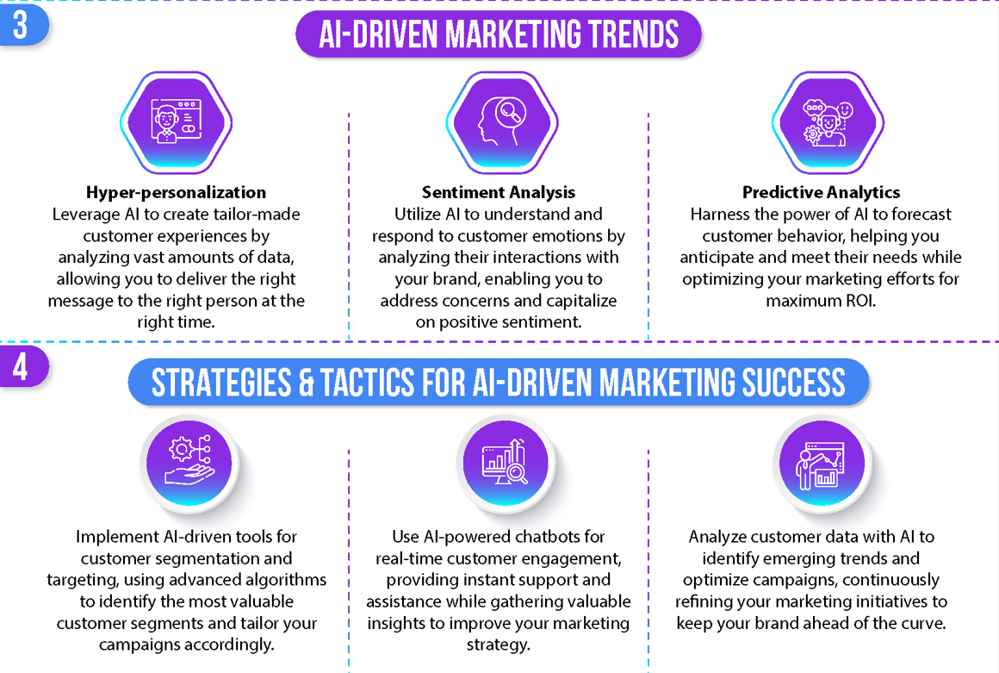 3
AI-DRIVEN MARKETING TRENDS
Hyper-personalization
Leverage AI to create tailor-made
customer experiences by
analyzing vast amounts of data,
allowing you to deliver the right
message to the right person at the
right time.
Sentiment Analysis
Utilize AI to understand and
respond to customer emotions by
analyzing their interactions with
your brand, enabling you to
address concerns and capitalize
on positive sentiment.
Predictive Analytics
Harness the power of AI to forecast
customer behavior, helping you
anticipate and meet their needs while
optimizing your marketing efforts for
maximum ROI.
4
STRATEGIES & TACTICS FOR AI-DRIVEN MARKETING SUCCESS
Implement AI-driven tools for
customer segmentation and
targeting, using advanced algorithms
to identify the most valuable
customer segments and tailor your
campaigns accordingly.
Use AI-powered chatbots for
real-time customer engagement,
providing instant support and
assistance while gathering valuable
insights to improve your marketing
strategy.
Analyze customer data with AI to
identify emerging trends and
optimize campaigns, continuously
refining your marketing initiatives to
keep your brand ahead of the curve.